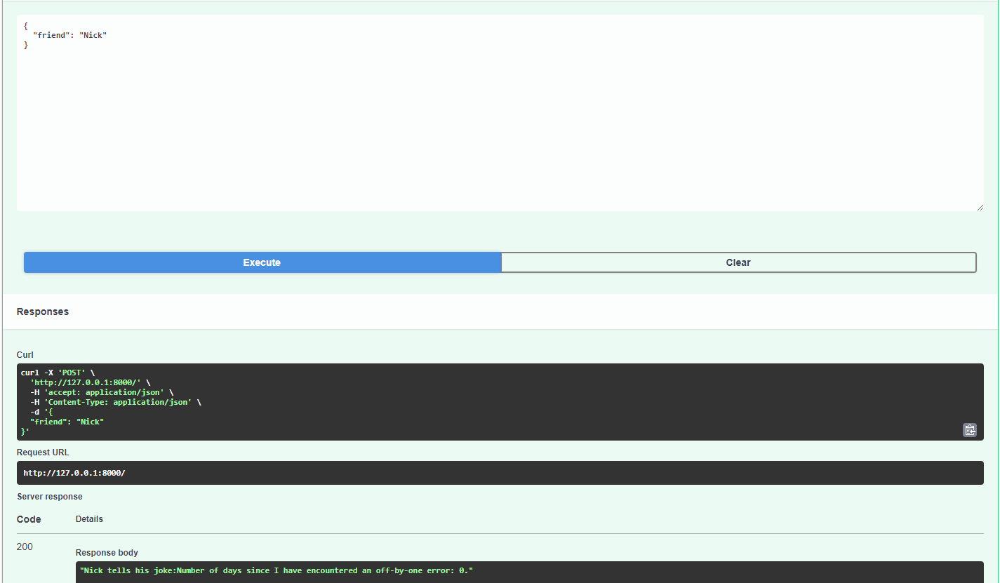 {
  "friend": "Nick"
}
Execute
Clear
Responses
Curl
curl -X 'POST' \
  'http://127.0.0.1:8000/' \
  -H 'accept: application/json' \
  -H 'Content-Type: application/json' \
  -d '{
  "friend": "Nick"
}'
Request URL
http://127.0.0.1:8000/
Server response
Code Details
200
Response body
"Nick tells his joke:Number of days since I have encountered an off-by-one error: 0."